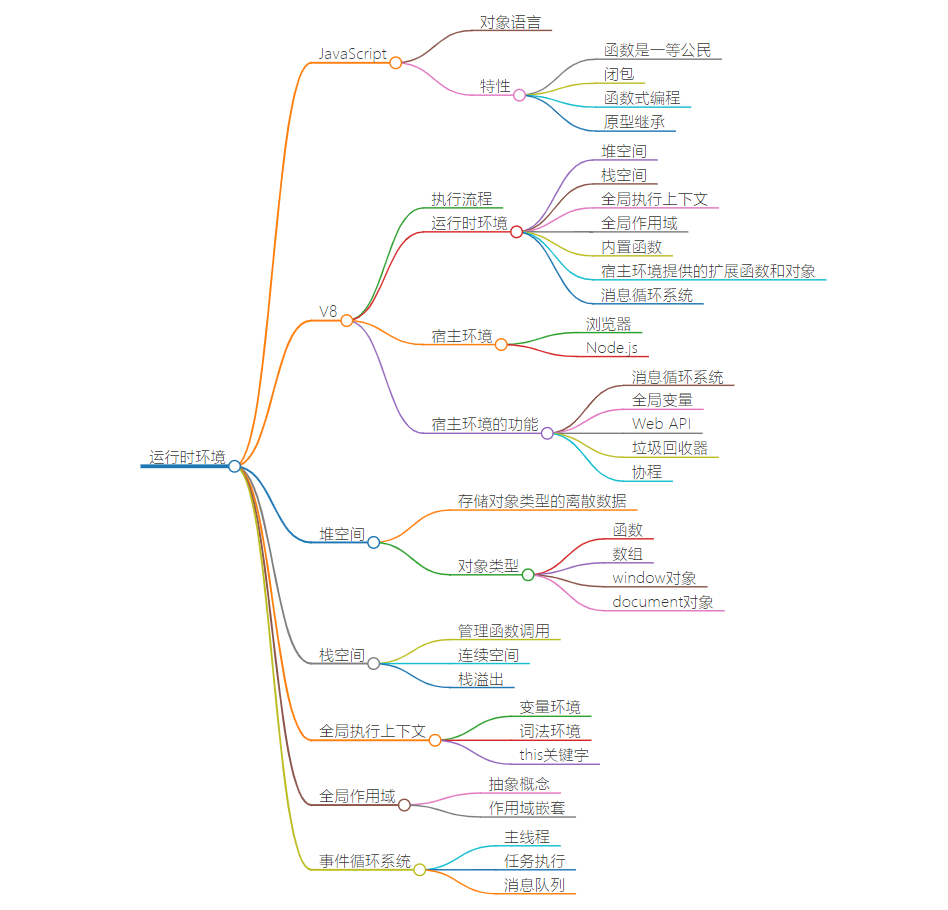 运行时环境
JavaScript
对象语言
特性
函数是一等公民
闭包
函数式编程
原型继承
V8
执行流程
运行时环境
堆空间
栈空间
全局执行上下文
全局作用域
内置函数
宿主环境提供的扩展函数和对象
消息循环系统
宿主环境
浏览器
Node.js
宿主环境的功能
消息循环系统
全局变量
Web API
垃圾回收器
协程
堆空间
存储对象类型的离散数据
对象类型
函数
数组
window对象
document对象
栈空间
管理函数调用
连续空间
栈溢出
全局执行上下文
变量环境
词法环境
this关键字
全局作用域
抽象概念
作用域嵌套
事件循环系统
主线程
任务执行
消息队列